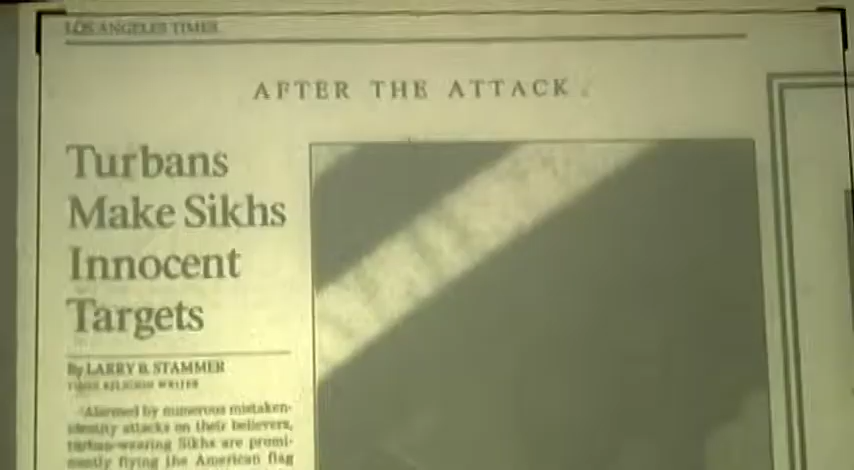 LOS ANGELES TIMES
AFTER THE ATTACK
Turbans
Make Sikhs
Innocent
Targets
By LARRY B. STAMMER
TIMES RELIGION WRITER
Alarmed by numerous mistaken-
identity attacks on their believers,
turban-wearing Sikhs are promi-
nently flying the American flag